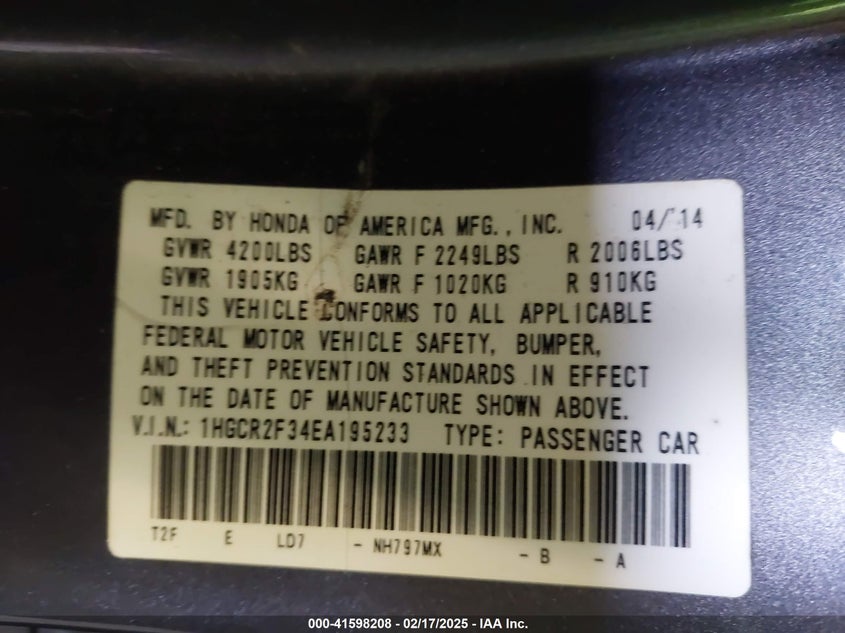 MFD. BY HONDA OF AMERICA MFG., INC. 04/14
GVWR 4200LBS GAWR F 2249LBS R 2006LBS
GVWR 1905KG GAWR F 1020KG R 910KG
THIS VEHICLE CONFORMS TO ALL APPLICABLE
FEDERAL MOTOR VEHICLE SAFETY, BUMPER,
AND THEFT PREVENTION STANDARDS IN EFFECT
ON THE DATE OF MANUFACTURE SHOWN ABOVE.
V.I.N.: 1HGCR2F34EA195233 TYPE: PASSENGER CAR
T2F E LD7 - NH797MX - B - A
000-41598208 - 02/17/2025 - IAA Inc.